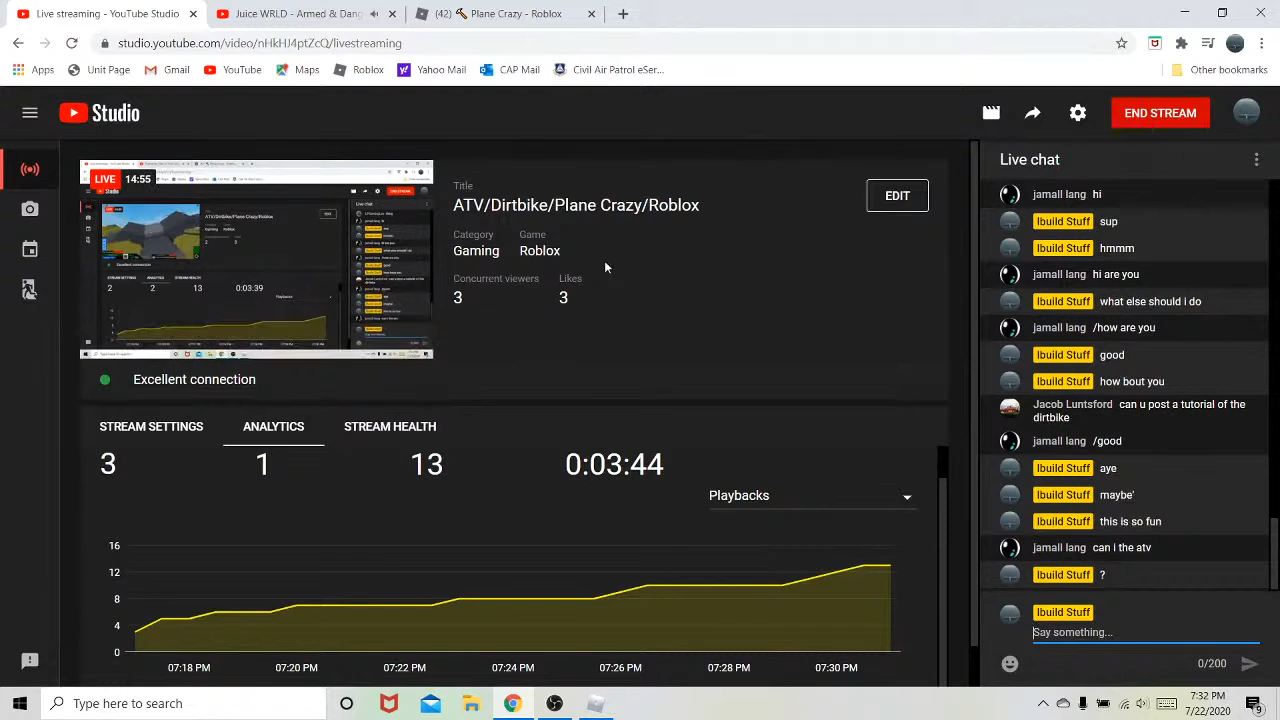 Live streaming - YouTube Studio
Juice WRLD - Armed & Dang
(42) Plane Crazy - Roblox
studio.youtube.com/video/nHkHJ4ptZcQ/livestreaming
Apps
Unit Page
Gmail
YouTube
Maps
Roblox
Yahoo Mail
CAP Mail
Civil Air Patrol eSer...
Other bookmarks
Studio
END STREAM
LIVE 14:55
Title
ATV/Dirtbike/Plane Crazy/Roblox
EDIT
Category
Game
Gaming
Roblox
Concurrent viewers
Likes
3
3
Excellent connection
STREAM SETTINGS
ANALYTICS
STREAM HEALTH
3
1
13
0:03:44
Playbacks
16
12
8
4
0
07:18 PM
07:20 PM
07:22 PM
07:24 PM
07:26 PM
07:28 PM
07:30 PM
Live chat
jamall lang hi
Ibuild Stuff sup
Ibuild Stuff hnmm
jamall lang hi are you
Ibuild Stuff what else should i do
jamall lang /how are you
Ibuild Stuff good
Ibuild Stuff how bout you
Jacob Luntsford can u post a tutorial of the
dirtbike
jamall lang /good
Ibuild Stuff aye
Ibuild Stuff maybe'
Ibuild Stuff this is so fun
jamall lang can i the atv
Ibuild Stuff ?
Ibuild Stuff
Say something...
0/200
Type here to search
7:32 PM
7/22/2020